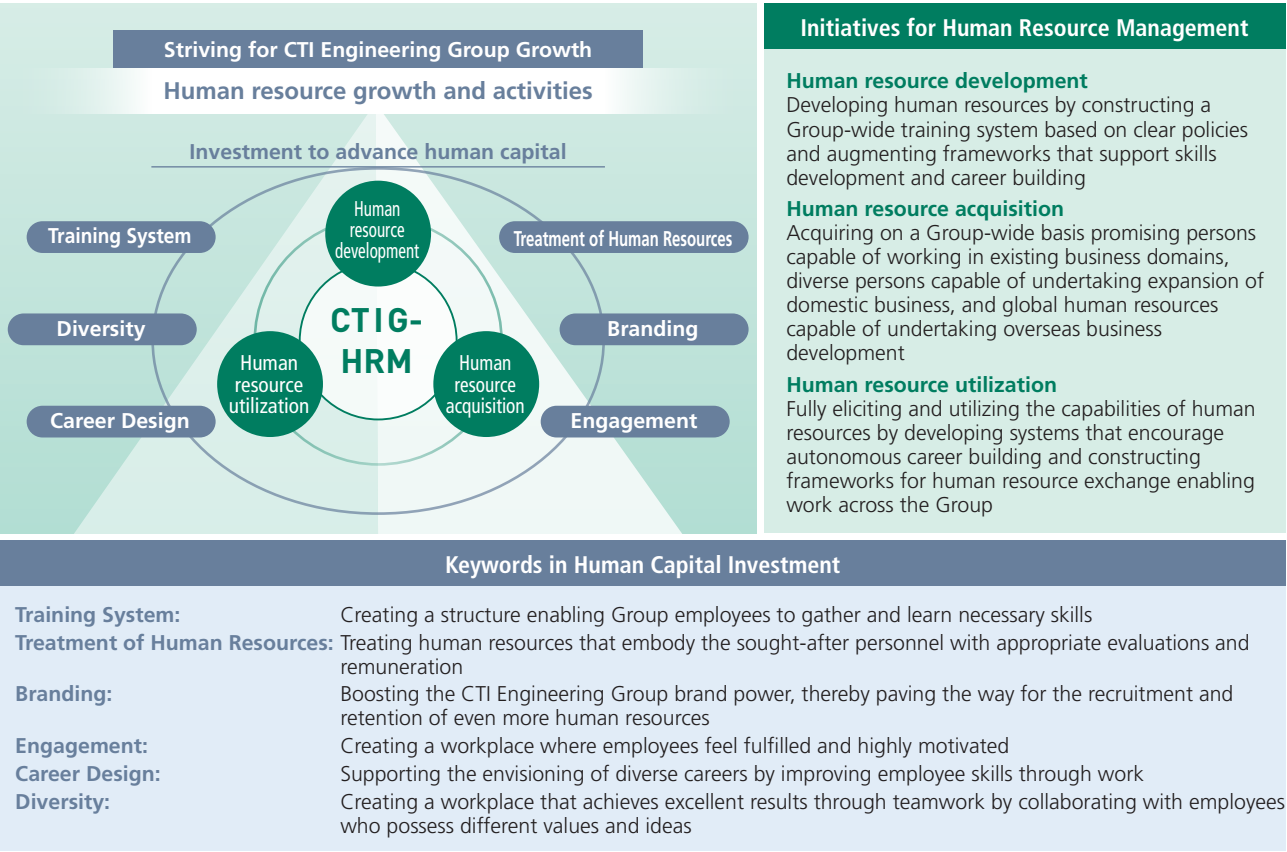 Striving for CTI Engineering Group Growth
Human resource growth and activities
Investment to advance human capital
Human
resource
development
Training System
Treatment of Human Resources
Diversity
CTIG-
HRM
Branding
Human
resource
utilization
Human
resource
acquisition
Career Design
Engagement
Initiatives for Human Resource Management
Human resource development
Developing human resources by constructing a
Group-wide training system based on clear policies
and augmenting frameworks that support skills
development and career building
Human resource acquisition
Acquiring on a Group-wide basis promising persons
capable of working in existing business domains,
diverse persons capable of undertaking expansion of
domestic business, and global human resources
capable of undertaking overseas business
development
Human resource utilization
Fully eliciting and utilizing the capabilities of human
resources by developing systems that encourage
autonomous career building and constructing
frameworks for human resource exchange enabling
work across the Group
Keywords in Human Capital Investment
Training System: Creating a structure enabling Group employees to gather and learn necessary skills
Treatment of Human Resources: Treating human resources that embody the sought-after personnel with appropriate evaluations and
remuneration
Branding: Boosting the CTI Engineering Group brand power, thereby paving the way for the recruitment and
retention of even more human resources
Engagement: Creating a workplace where employees feel fulfilled and highly motivated
Career Design: Supporting the envisioning of diverse careers by improving employee skills through work
Diversity: Creating a workplace that achieves excellent results through teamwork by collaborating with employees
who possess different values and ideas